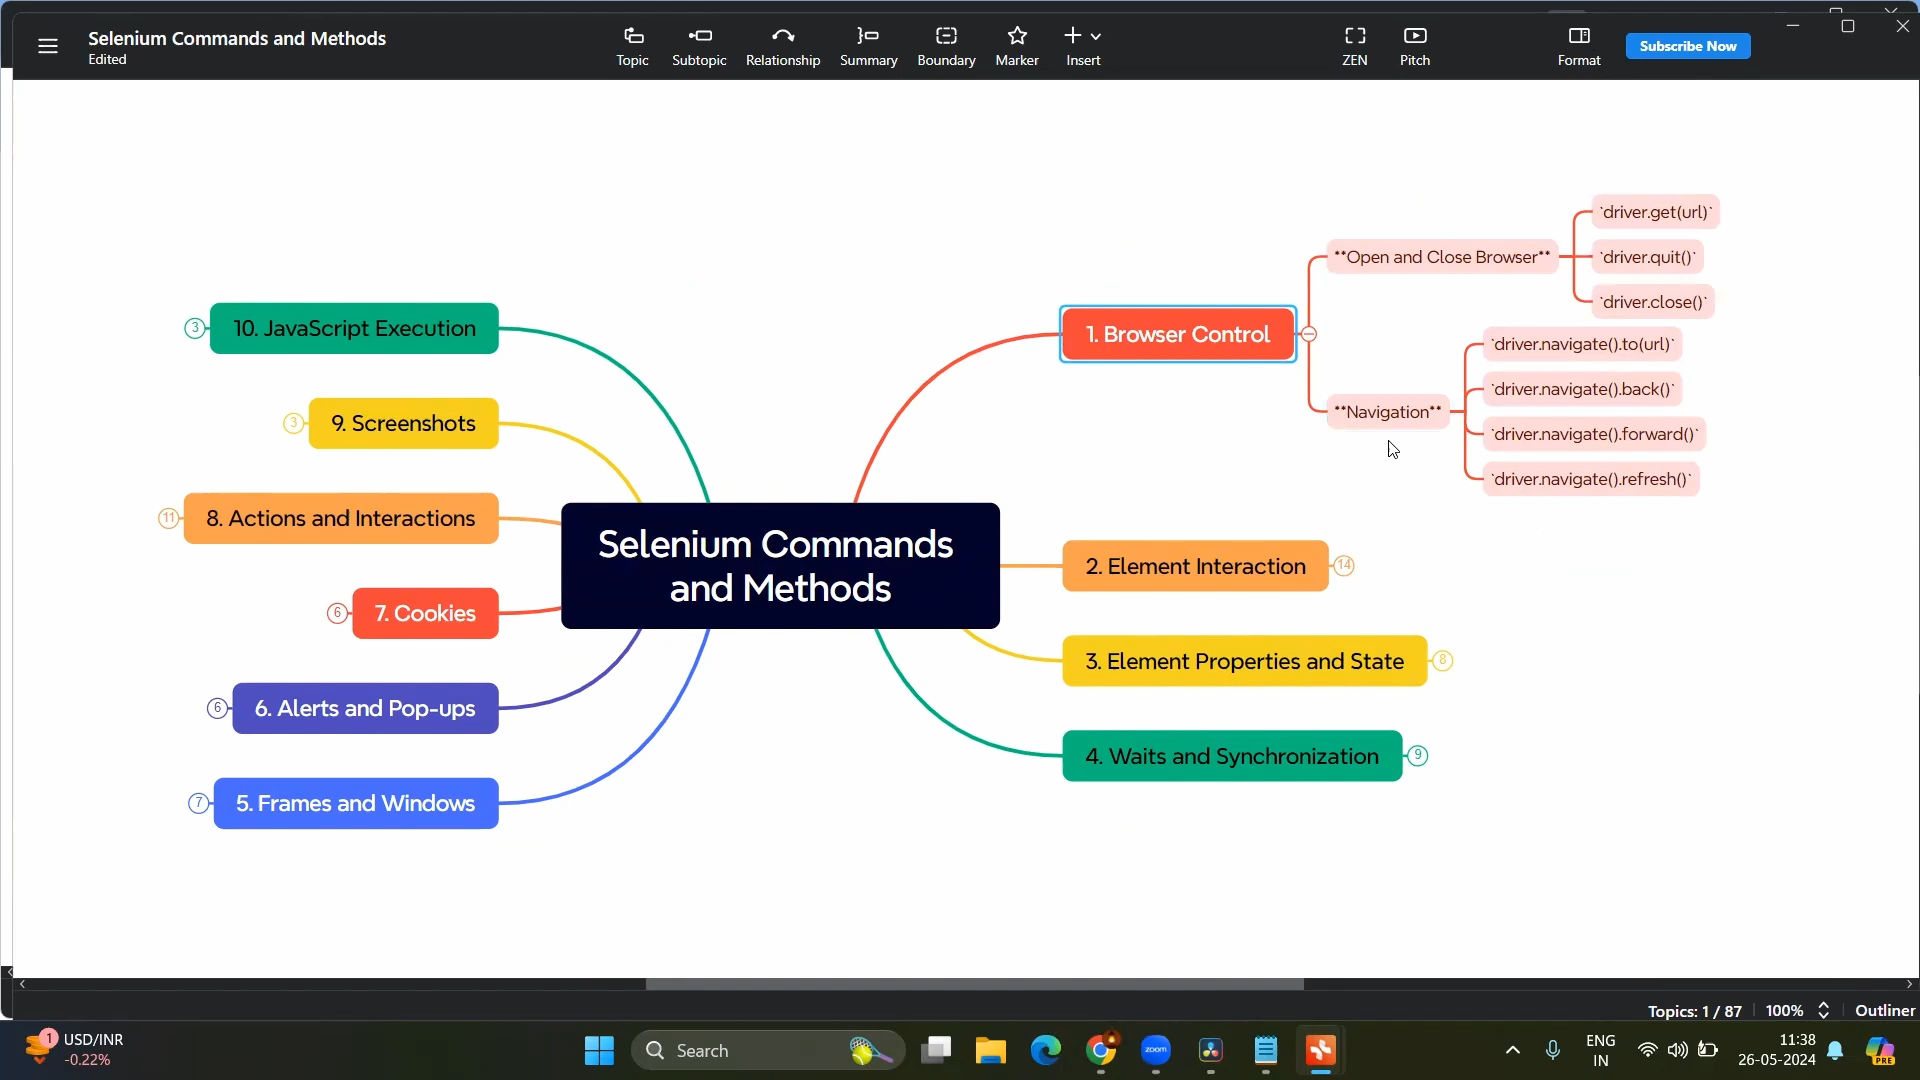 Selenium Commands and Methods
Edited
Topic
Subtopic
Relationship
Summary
Boundary
Marker
Insert
ZEN
Pitch
Format
Subscribe Now
`driver.get(url)`
**Open and Close Browser**
`driver.quit()`
`driver.close()`
1. Browser Control
`driver.navigate().to(url)`
`driver.navigate().back()`
**Navigation**
`driver.navigate().forward()`
`driver.navigate().refresh()`
3
10. JavaScript Execution
3
9. Screenshots
11
8. Actions and Interactions
Selenium Commands
and Methods
2. Element Interaction
14
6
7. Cookies
3. Element Properties and State
8
6
6. Alerts and Pop-ups
4. Waits and Synchronization
9
7
5. Frames and Windows
Topics: 1 / 87
100%
Outliner
1
USD/INR
-0.22%
Search
zoom
ENG
IN
11:38
26-05-2024
PRE